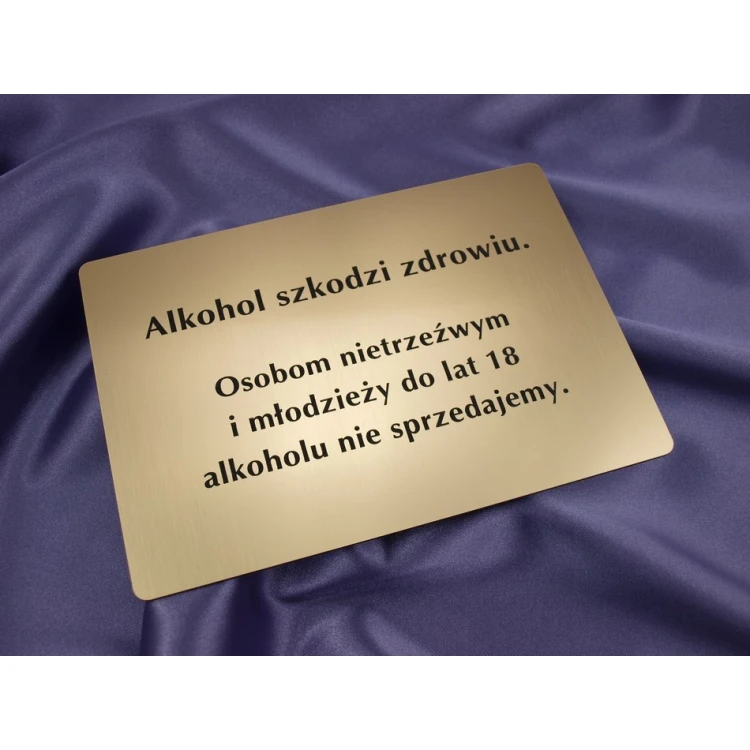 Alkohol szkodzi zdrowiu.
Osobom nietrzeźwym
i młodzieży do lat 18
alkoholu nie sprzedajemy.